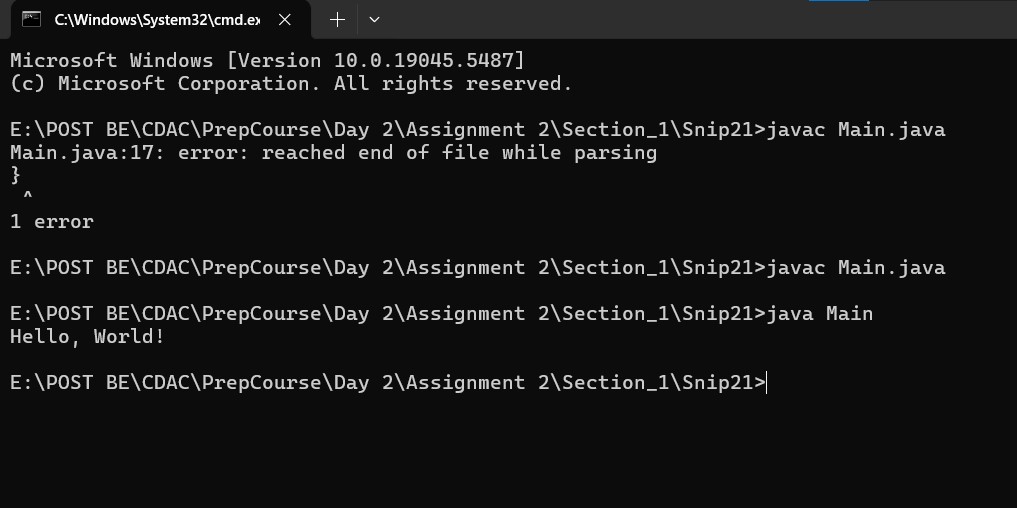 C:\Windows\System32\cmd.ex
Microsoft Windows [Version 10.0.19045.5487]
(c) Microsoft Corporation. All rights reserved.
E:\POST BE\CDAC\PrepCourse\Day 2\Assignment 2\Section_1\Snip21>javac Main.java
Main.java:17: error: reached end of file while parsing
}
^
1 error
E:\POST BE\CDAC\PrepCourse\Day 2\Assignment 2\Section_1\Snip21>javac Main.java
E:\POST BE\CDAC\PrepCourse\Day 2\Assignment 2\Section_1\Snip21>java Main
Hello, World!
E:\POST BE\CDAC\PrepCourse\Day 2\Assignment 2\Section_1\Snip21>